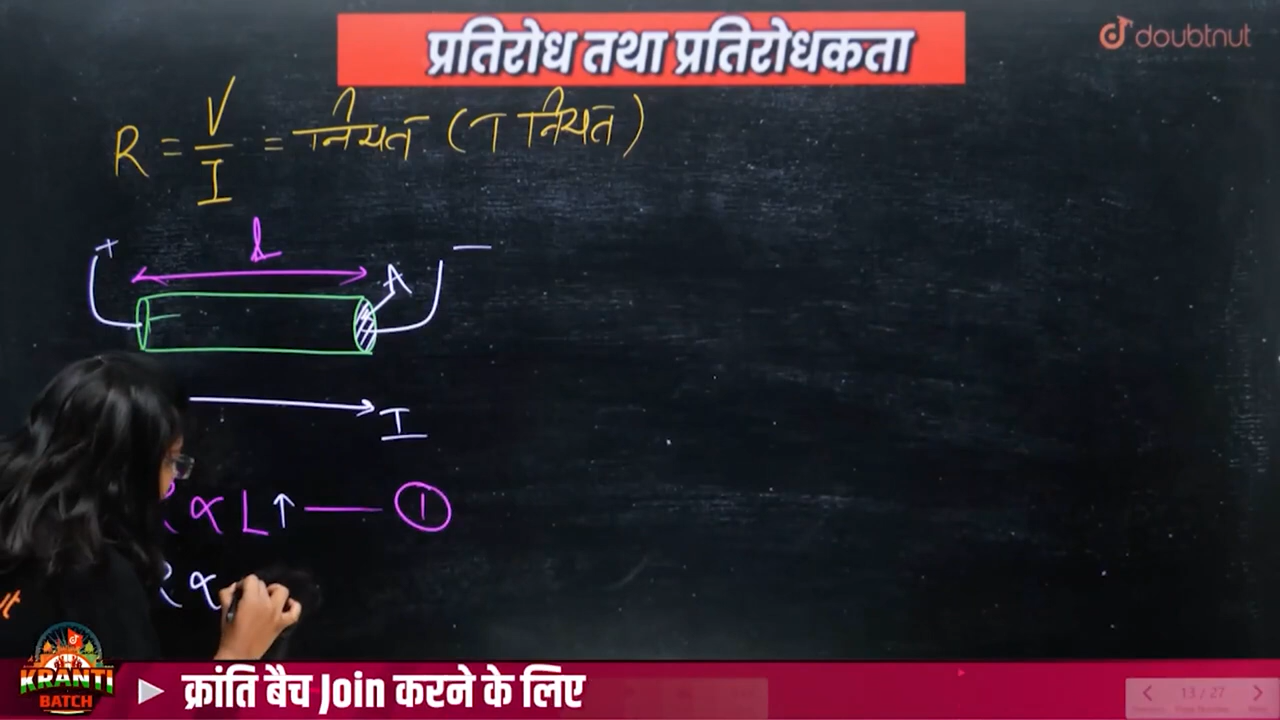 प्रतिरोध तथा प्रतिरोधकता
doubtnut
R = V/I = नियत (T नियत)
+ L -
A
I
R ∝ L ↑ —— ①
R ∝
KRANTI
BATCH
क्रांति बैच Join करने के लिए
13 / 27